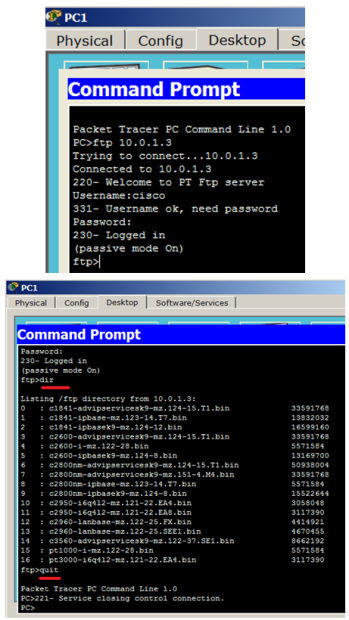 PC1
Physical Config Desktop So
Command Prompt
Packet Tracer PC Command Line 1.0
PC>ftp 10.0.1.3
Trying to connect...10.0.1.3
Connected to 10.0.1.3
220- Welcome to PT Ftp server
Username:cisco
331- Username ok, need password
Password:
230- Logged in
(passive mode On)
ftp>
PC1
Physical Config Desktop Software/Services
Command Prompt
Password:
230- Logged in
(passive mode On)
ftp>dir
Listing /ftp directory from 10.0.1.3:
0 : c1841-advipservicesk9-mz.124-15.T1.bin 33591768
1 : c1841-ipbase-mz.123-14.T7.bin 13832032
2 : c1841-ipbasek9-mz.124-12.bin 16599160
3 : c2600-advipservicesk9-mz.124-15.T1.bin 33591768
4 : c2600-i-mz.122-28.bin 5571584
5 : c2600-ipbasek9-mz.124-8.bin 13169700
6 : c2800nm-advipservicesk9-mz.124-15.T1.bin 50938004
7 : c2800nm-advipservicesk9-mz.151-4.M4.bin 33591768
8 : c2800nm-ipbase-mz.123-14.T7.bin 5571584
9 : c2800nm-ipbasek9-mz.124-8.bin 15522644
10 : c2950-i6q4l2-mz.121-22.EA4.bin 3058048
11 : c2950-i6q4l2-mz.121-22.EA8.bin 3117390
12 : c2960-lanbase-mz.122-25.FX.bin 4414921
13 : c2960-lanbase-mz.122-25.SEE1.bin 4670455
14 : c3560-advipservicesk9-mz.122-37.SE1.bin 8662192
15 : pt1000-i-mz.122-28.bin 5571584
16 : pt3000-i6q4l2-mz.121-22.EA4.bin 3117390
ftp>quit
Packet Tracer PC Command Line 1.0
PC>221- Service closing control connection.
PC>